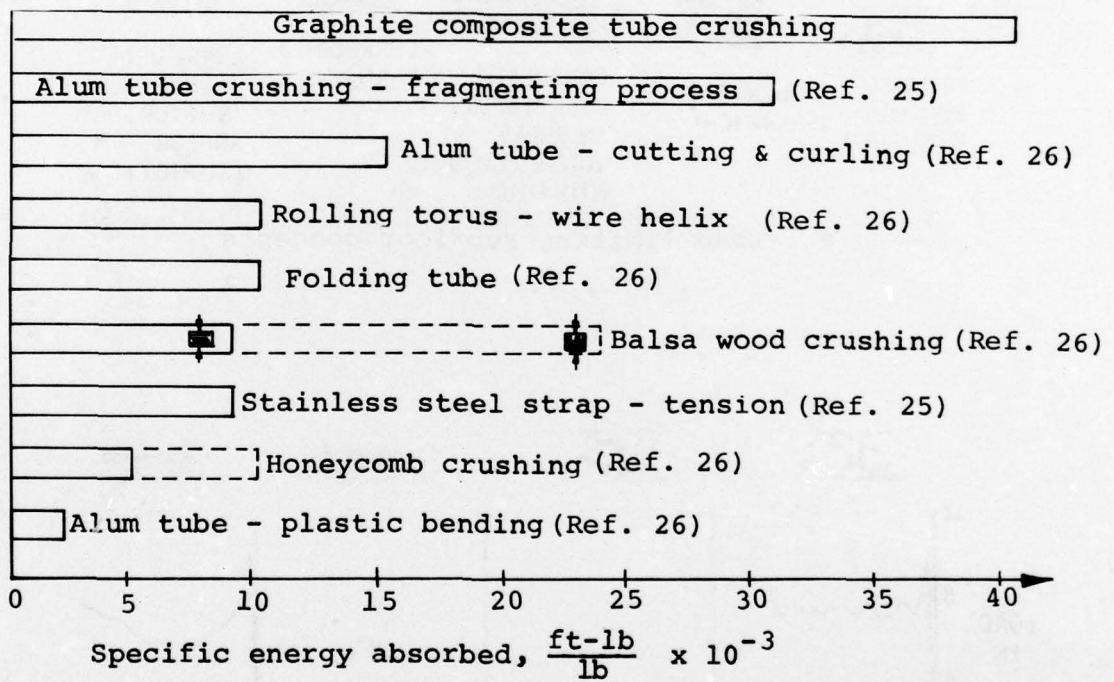 Graphite composite tube crushing
Alum tube crushing - fragmenting process (Ref. 25)
Alum tube - cutting & curling (Ref. 26)
Rolling torus - wire helix (Ref. 26)
Folding tube (Ref. 26)
Balsa wood crushing (Ref. 26)
Stainless steel strap - tension (Ref. 25)
Honeycomb crushing (Ref. 26)
Alum tube - plastic bending (Ref. 26)
0 5 10 15 20 25 30 35 40
Specific energy absorbed, ft-lb/lb x 10⁻³